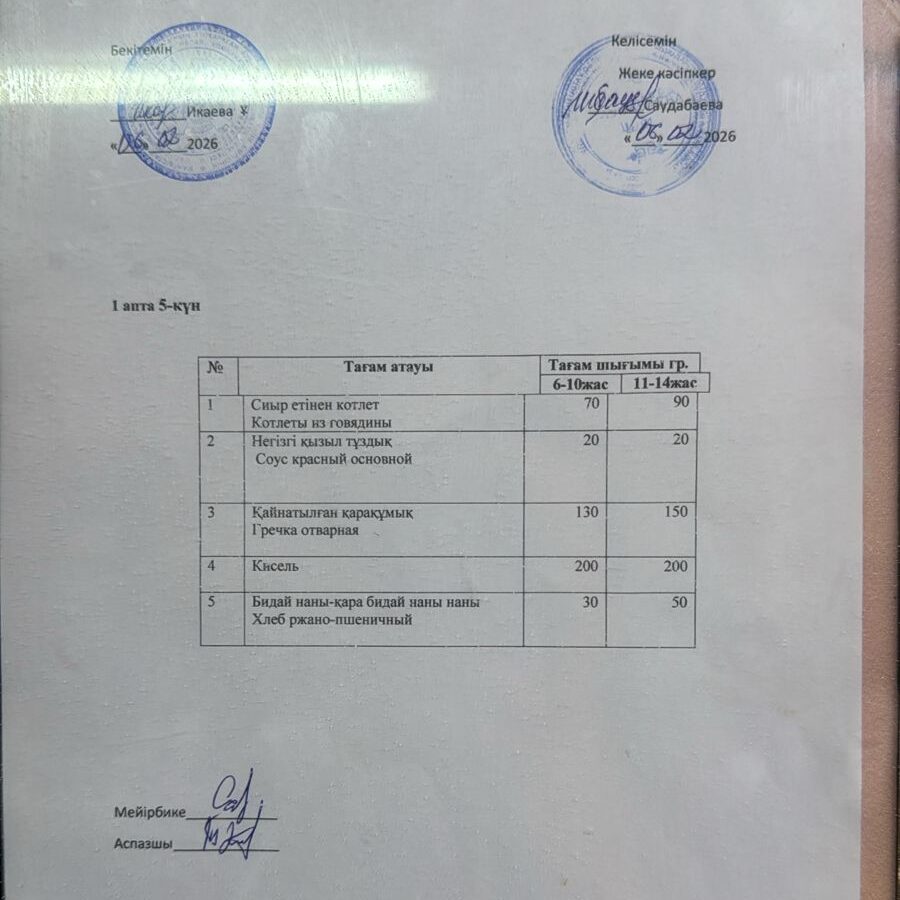 Бекітемін
Икаева Ұ
«06» 02 2026
Келісемін
Жеке кәсіпкер
Саудабаева
«06» 02 2026
1 апта 5-күн
№ Тағам атауы Тағам шығымы гр.
6-10жас 11-14жас
1 Сиыр етінен котлет 70 90
Котлеты из говядины
2 Негізгі қызыл тұздық 20 20
Соус красный основной
3 Қайнатылған қарақұмық 130 150
Гречка отварная
4 Кисель 200 200
5 Бидай наны-қара бидай наны наны 30 50
Хлеб ржано-пшеничный
Мейірбике
Аспазшы